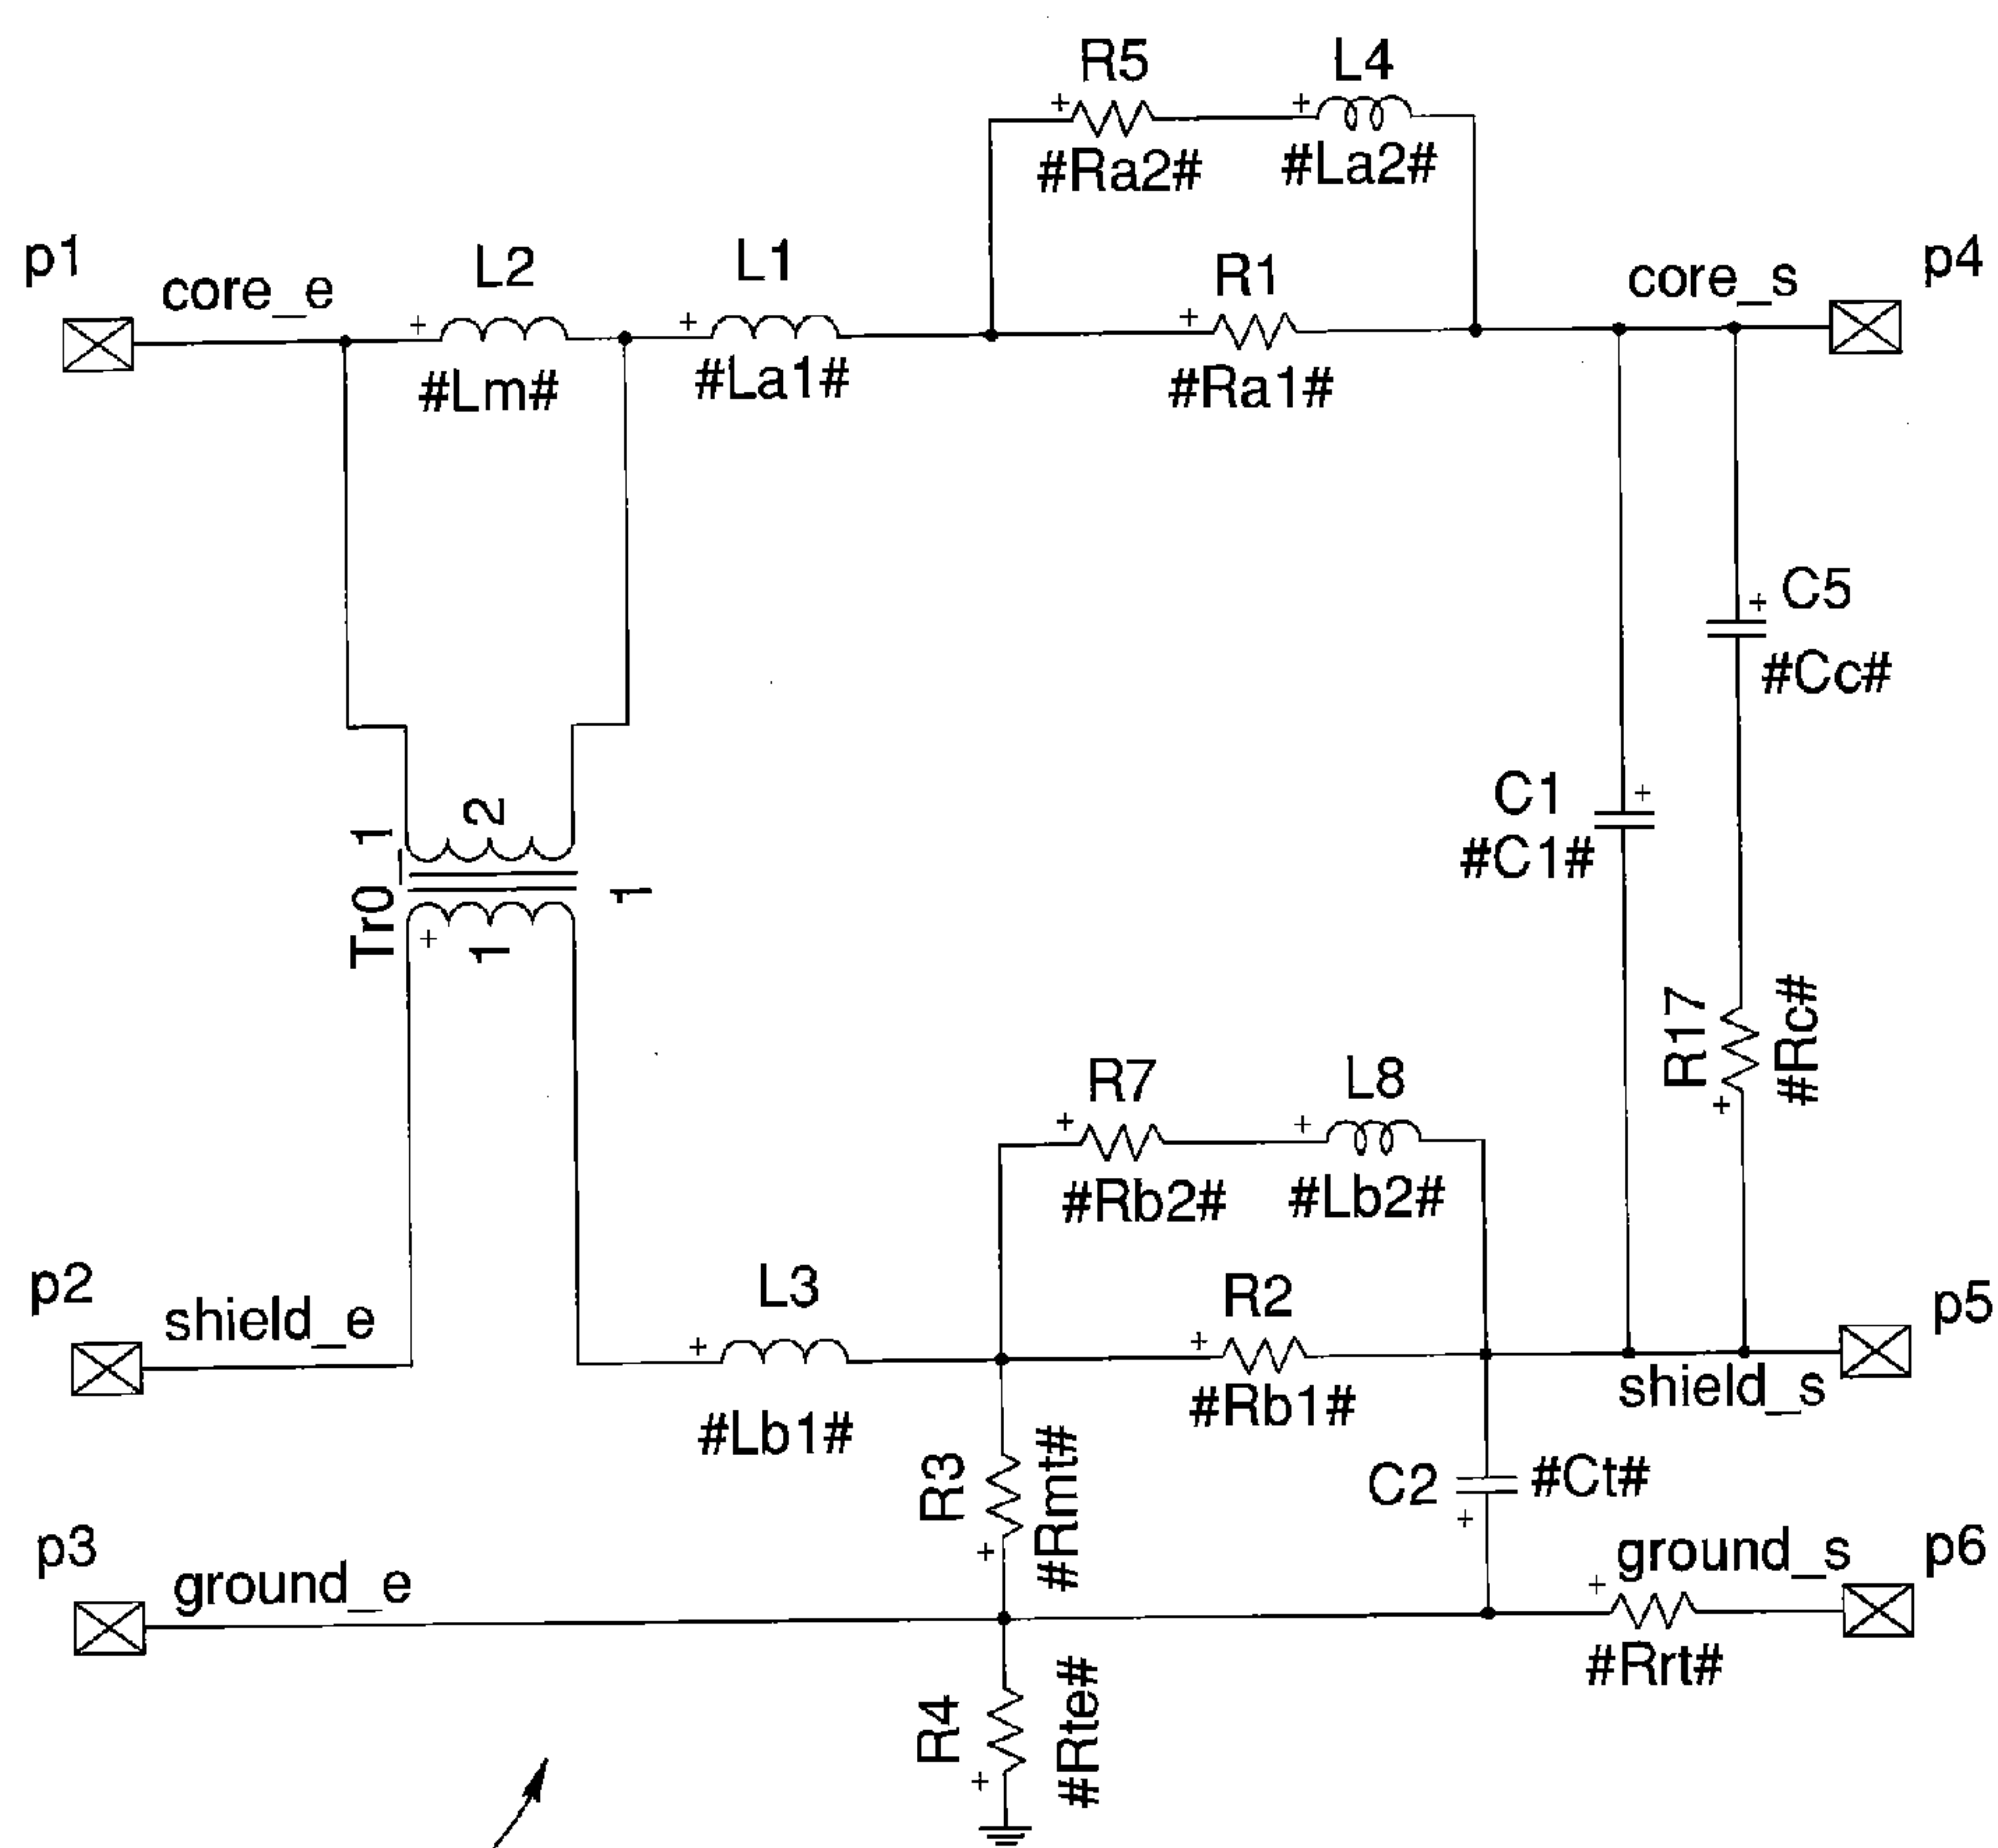 R5
L4
#Ra2#
#La2#
p1
core_e
L2
L1
R1
core_s
p4
#Lm#
#La1#
#Ra1#
C5
#Cc#
C1
#C1#
Tr0_1
2
1
1
R17
#Rc#
R7
L8
#Rb2#
#Lb2#
p2
shield_e
L3
R2
p5
shield_s
#Lb1#
#Rb1#
R3
#Rmt#
C2
#Ct#
p3
ground_e
ground_s
p6
#Rrt#
R4
#Rte#